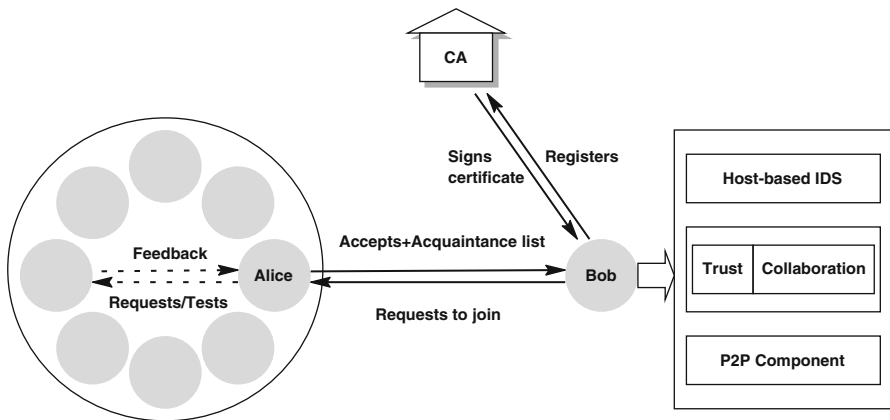 CA
Signs
certificate
Registers
Host-based IDS
Feedback
Accepts+Acquaintance list
Alice
Bob
Trust
Collaboration
Requests/Tests
Requests to join
P2P Component